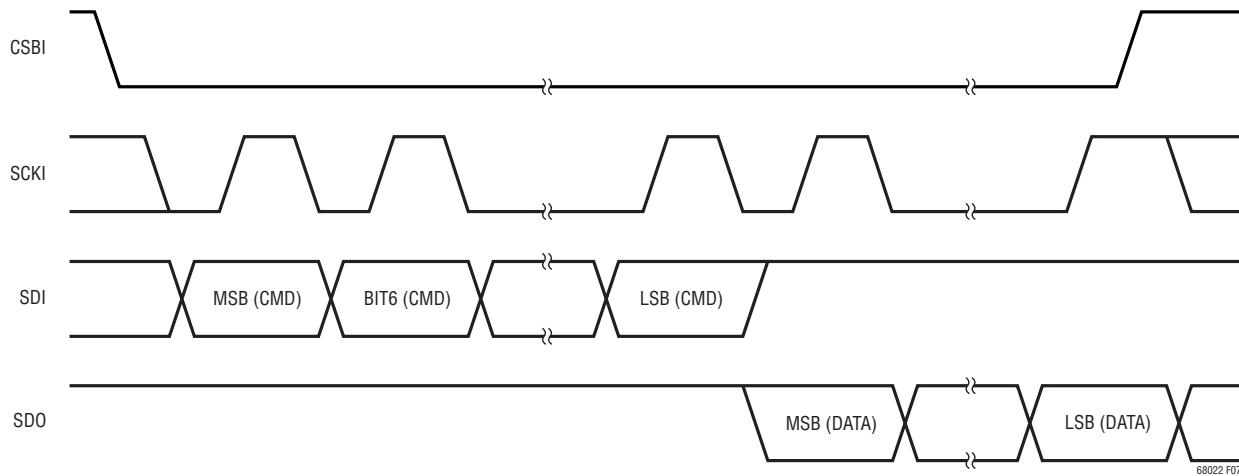 CSBI
SCKI
SDI
MSB (CMD)
BIT6 (CMD)
LSB (CMD)
SDO
MSB (DATA)
LSB (DATA)
68022 F07